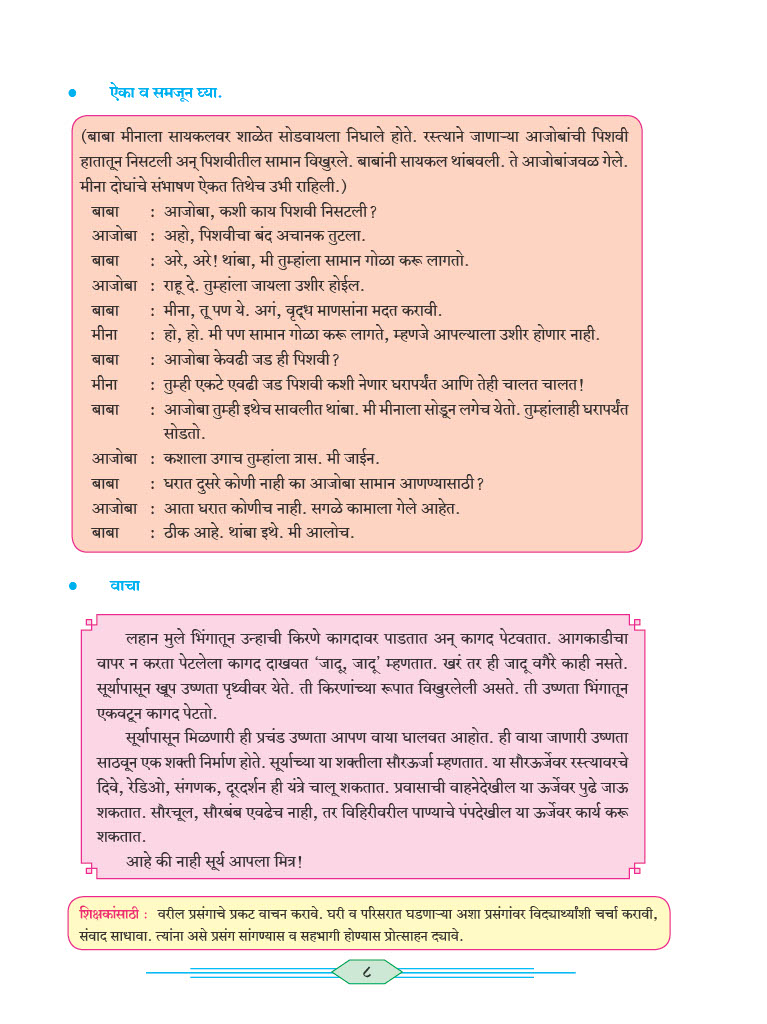 • ऐका व समजून घ्या.
(बाबा मीनाला सायकलवर शाळेत सोडवायला निघाले होते. रस्त्याने जाणाऱ्या आजोबांची पिशवी
हातातून निसटली अन् पिशवीतील सामान विखुरले. बाबांनी सायकल थांबवली. ते आजोबांजवळ गेले.
मीना दोघांचे संभाषण ऐकत तिथेच उभी राहिली.)
बाबा : आजोबा, कशी काय पिशवी निसटली?
आजोबा : अहो, पिशवीचा बंद अचानक तुटला.
बाबा : अरे, अरे! थांबा, मी तुम्हांला सामान गोळा करू लागतो.
आजोबा : राहू दे. तुम्हांला जायला उशीर होईल.
बाबा : मीना, तू पण ये. अगं, वृद्ध माणसांना मदत करावी.
मीना : हो, हो. मी पण सामान गोळा करू लागते, म्हणजे आपल्याला उशीर होणार नाही.
बाबा : आजोबा केवढी जड ही पिशवी?
मीना : तुम्ही एकटे एवढी जड पिशवी कशी नेणार घरापर्यंत आणि तेही चालत चालत!
बाबा : आजोबा तुम्ही इथेच सावलीत थांबा. मी मीनाला सोडून लगेच येतो. तुम्हांलाही घरापर्यंत
सोडतो.
आजोबा : कशाला उगाच तुम्हांला त्रास. मी जाईन.
बाबा : घरात दुसरे कोणी नाही का आजोबा सामान आणण्यासाठी?
आजोबा : आता घरात कोणीच नाही. सगळे कामाला गेले आहेत.
बाबा : ठीक आहे. थांबा इथे. मी आलोच.
• वाचा
लहान मुले भिंगातून उन्हाची किरणे कागदावर पाडतात अन् कागद पेटवतात. आगकाडीचा
वापर न करता पेटलेला कागद दाखवत ‘जादू, जादू’ म्हणतात. खरं तर ही जादू वगैरे काही नसते.
सूर्यापासून खूप उष्णता पृथ्वीवर येते. ती किरणांच्या रूपात विखुरलेली असते. ती उष्णता भिंगातून
एकवटून कागद पेटतो.
सूर्यापासून मिळणारी ही प्रचंड उष्णता आपण वाया घालवत आहोत. ही वाया जाणारी उष्णता
साठवून एक शक्ती निर्माण होते. सूर्याच्या या शक्तीला सौरऊर्जा म्हणतात. या सौरऊर्जेवर रस्त्यावरचे
दिवे, रेडिओ, संगणक, दूरदर्शन ही यंत्रे चालू शकतात. प्रवासाची वाहनेदेखील या ऊर्जेवर पुढे जाऊ
शकतात. सौरचूल, सौरबंब एवढेच नाही, तर विहिरीवरील पाण्याचे पंपदेखील या ऊर्जेवर कार्य करू
शकतात.
आहे की नाही सूर्य आपला मित्र!
शिक्षकांसाठी : वरील प्रसंगाचे प्रकट वाचन करावे. घरी व परिसरात घडणाऱ्या अशा प्रसंगांवर विद्यार्थ्यांशी चर्चा करावी,
संवाद साधावा. त्यांना असे प्रसंग सांगण्यास व सहभागी होण्यास प्रोत्साहन द्यावे.
८